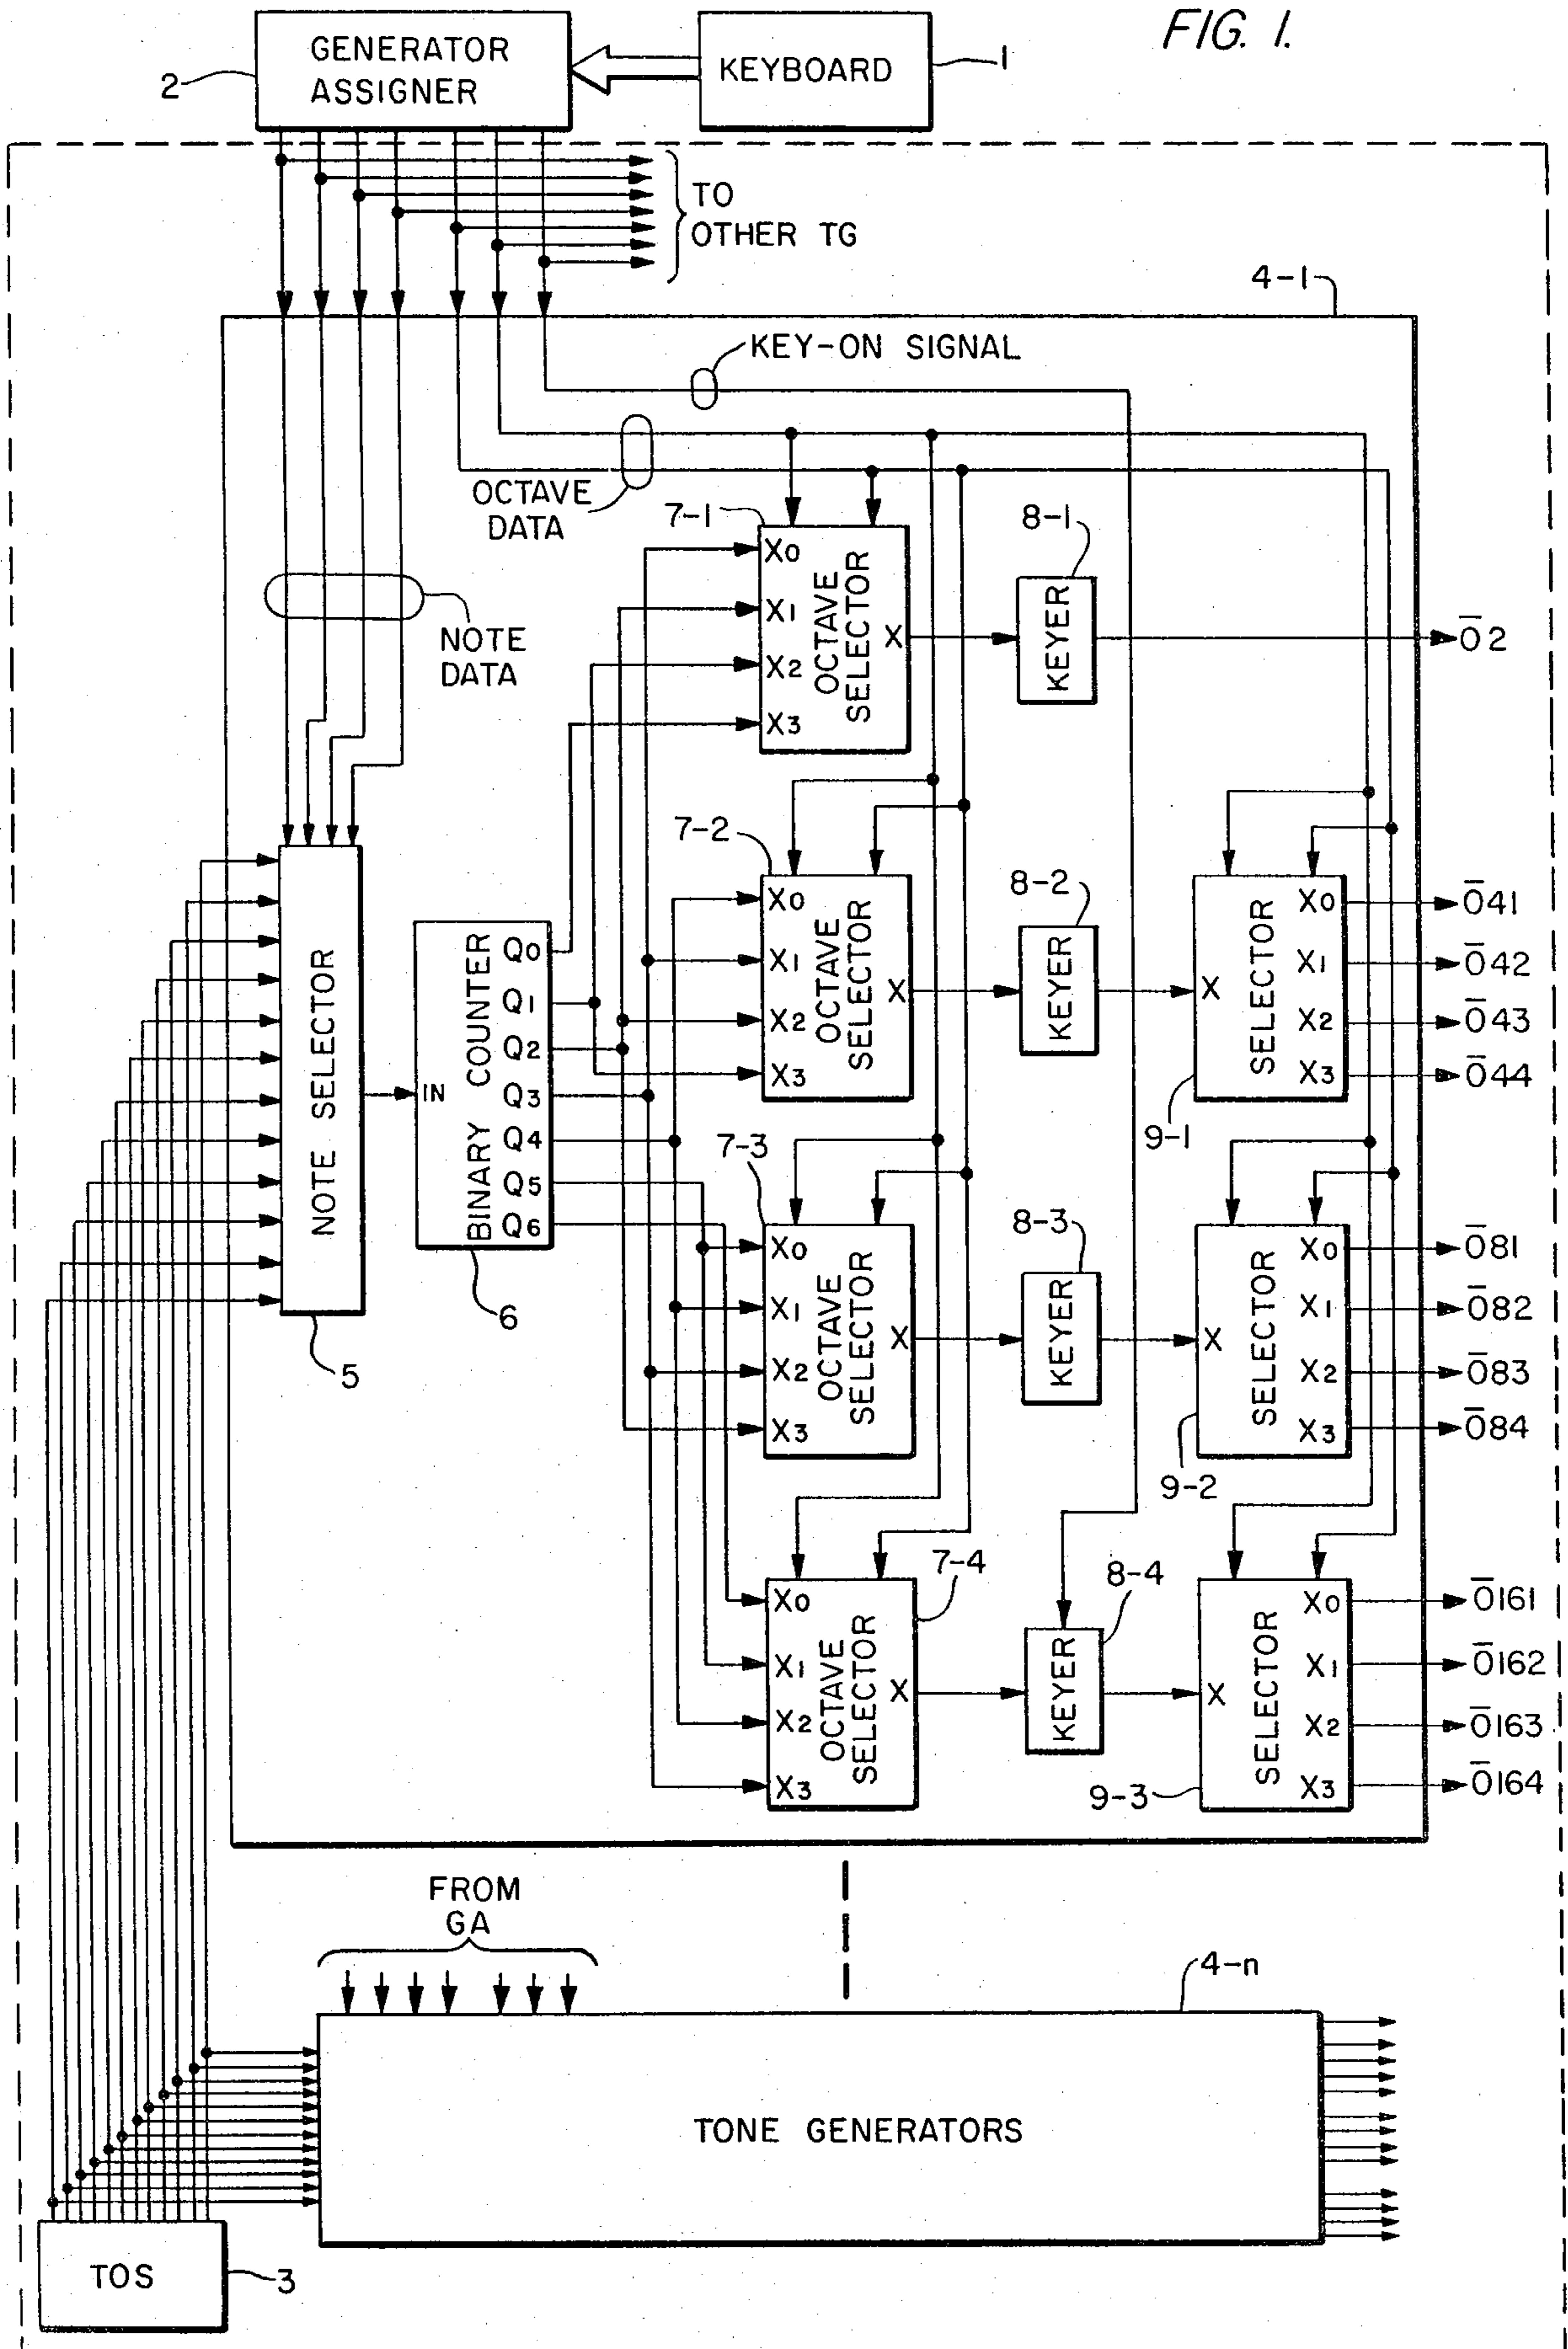 FIG. 1.
GENERATOR
ASSIGNER
2
KEYBOARD
1
TO
OTHER TG
4-1
KEY-ON SIGNAL
OCTAVE
DATA
NOTE
DATA
7-1
X0
X1
X2
X3
OCTAVE
SELECTOR
X
8-1
KEYER
Ō2
7-2
X0
X1
X2
X3
OCTAVE
SELECTOR
X
8-2
KEYER
X
SELECTOR
X0
X1
X2
X3
9-1
Ō41
Ō42
Ō43
Ō44
NOTE SELECTOR
5
IN
BINARY COUNTER
Q0
Q1
Q2
Q3
Q4
Q5
Q6
6
7-3
X0
X1
X2
X3
OCTAVE
SELECTOR
X
8-3
KEYER
X
SELECTOR
X0
X1
X2
X3
9-2
Ō81
Ō82
Ō83
Ō84
7-4
X0
X1
X2
X3
OCTAVE
SELECTOR
X
8-4
KEYER
X
SELECTOR
X0
X1
X2
X3
9-3
Ō161
Ō162
Ō163
Ō164
FROM
GA
4-n
TONE GENERATORS
TOS
3